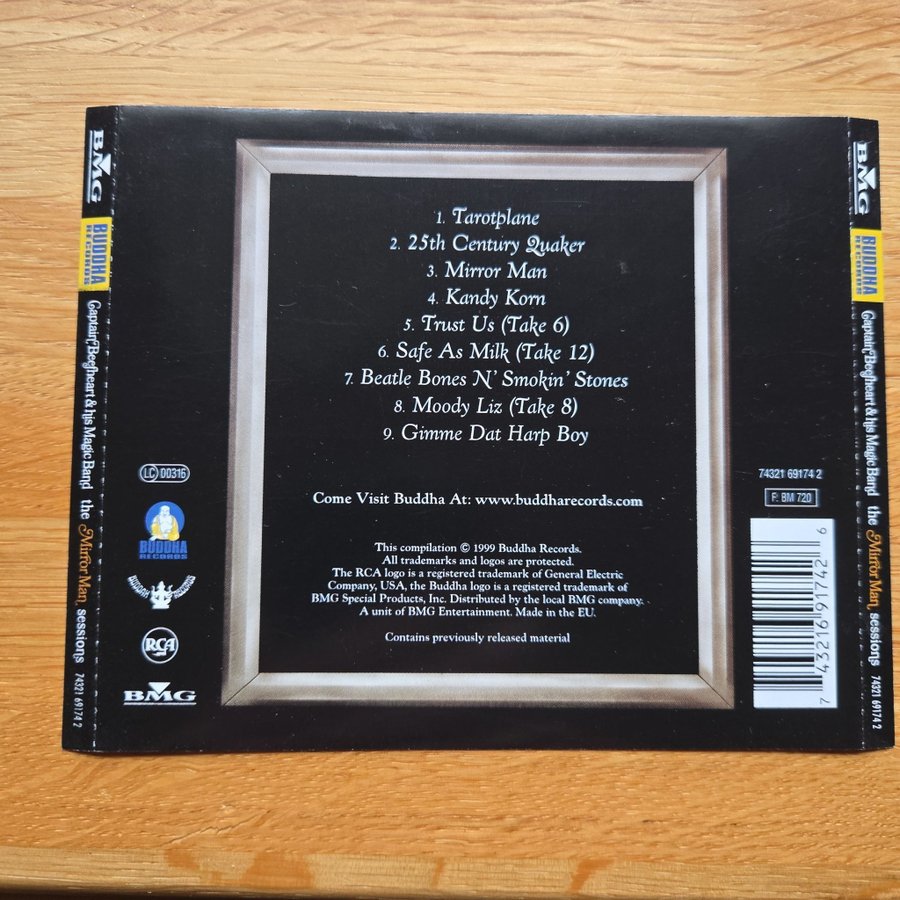 BMG
BUDDHA
RECORDS
Captain Beefheart & his Magic Band the Mirror Man sessions 74321 69174 2
1. Tarotplane
2. 25th Century Quaker
3. Mirror Man
4. Kandy Korn
5. Trust Us (Take 6)
6. Safe As Milk (Take 12)
7. Beatle Bones N' Smokin' Stones
8. Moody Liz (Take 8)
9. Gimme Dat Harp Boy
Come Visit Buddha At: www.buddharecords.com
This compilation © 1999 Buddha Records.
All trademarks and logos are protected.
The RCA logo is a registered trademark of General Electric
Company, USA, the Buddha logo is a registered trademark of
BMG Special Products, Inc. Distributed by the local BMG company.
A unit of BMG Entertainment. Made in the EU.
Contains previously released material
LC 00316
BUDDHA
RECORDS
BUDDAH RECORDS
RCA
BMG
74321 69174 2
F: BM 720
7 43216 91742 6
BMG
BUDDHA
RECORDS
Captain Beefheart & his Magic Band the Mirror Man sessions 74321 69174 2